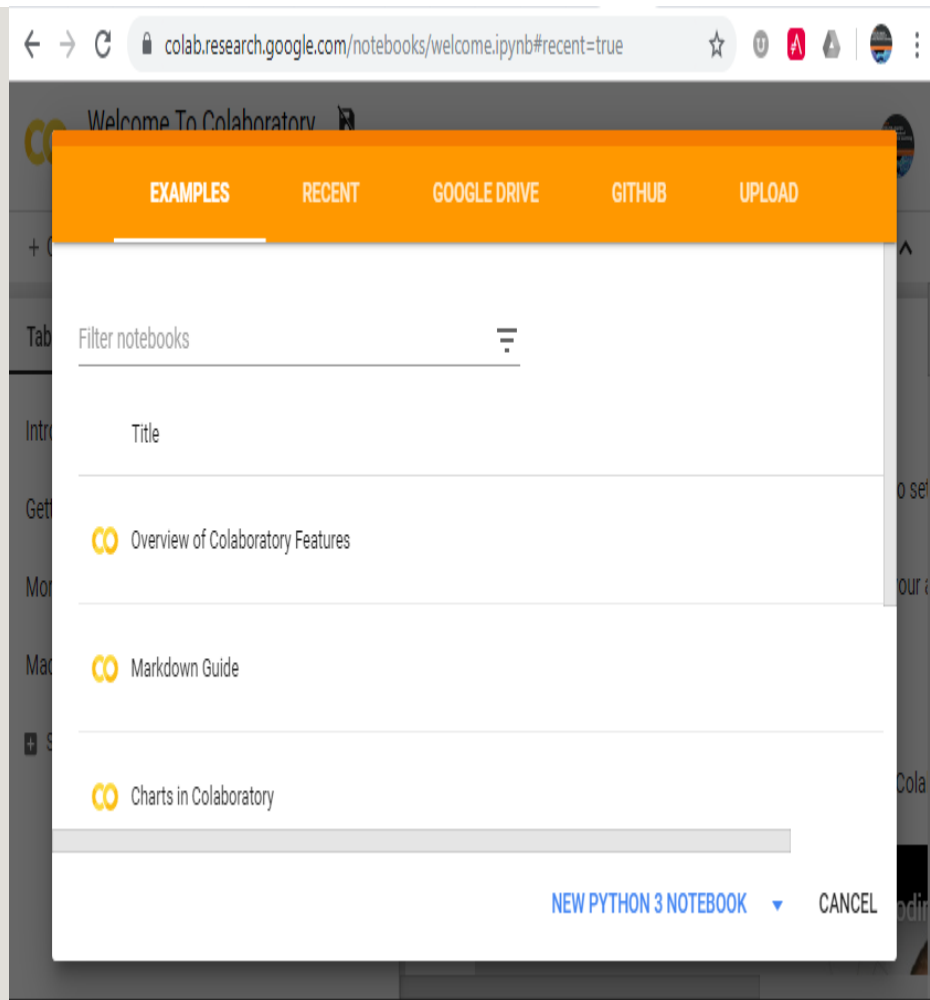 colab.research.google.com/notebooks/welcome.ipynb#recent=true
Welcome To Colaboratory
EXAMPLES RECENT GOOGLE DRIVE GITHUB UPLOAD
Filter notebooks
Title
Overview of Colaboratory Features
Markdown Guide
Charts in Colaboratory
NEW PYTHON 3 NOTEBOOK CANCEL